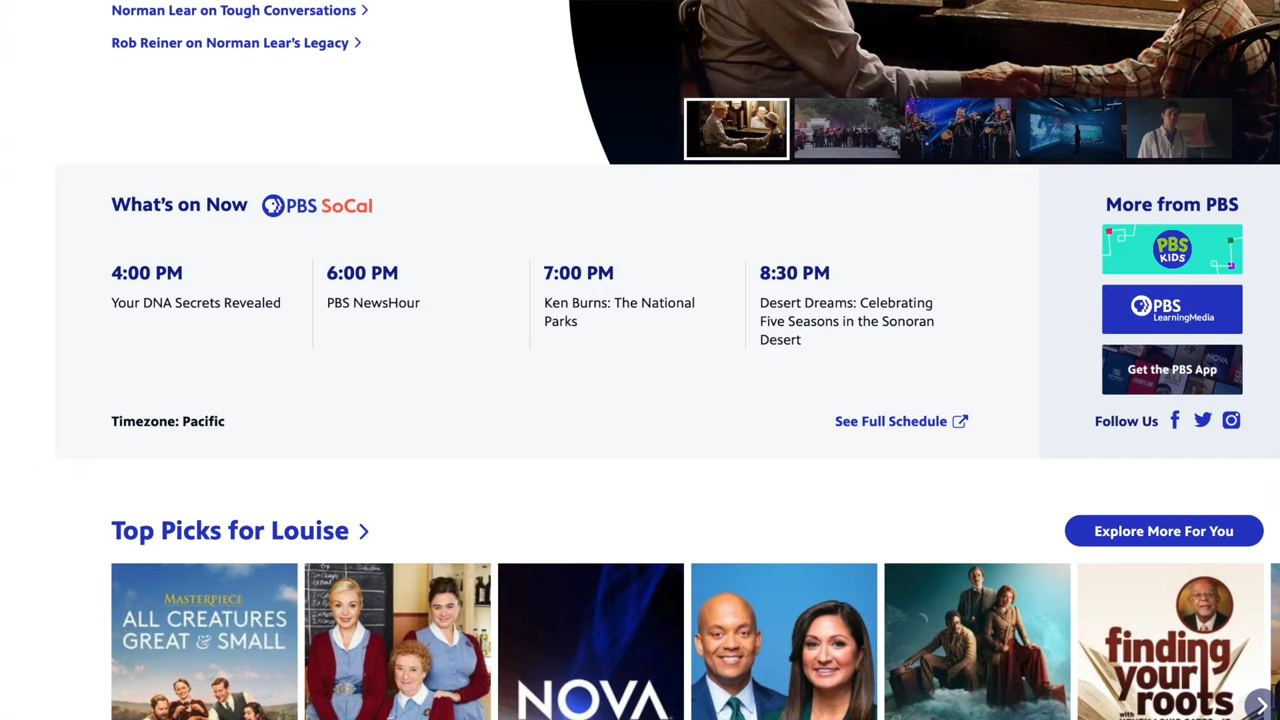 Norman Lear on Tough Conversations
Rob Reiner on Norman Lear's Legacy
What's on Now PBS SoCal
4:00 PM
Your DNA Secrets Revealed
6:00 PM
PBS NewsHour
7:00 PM
Ken Burns: The National
Parks
8:30 PM
Desert Dreams: Celebrating
Five Seasons in the Sonoran
Desert
Timezone: Pacific
See Full Schedule
More from PBS
PBS
KIDS
PBS
LearningMedia
Get the PBS App
NOVA
Follow Us
Top Picks for Louise
Explore More For You
MASTERPIECE
ALL CREATURES
GREAT & SMALL
NOVA
finding
your
roots
with